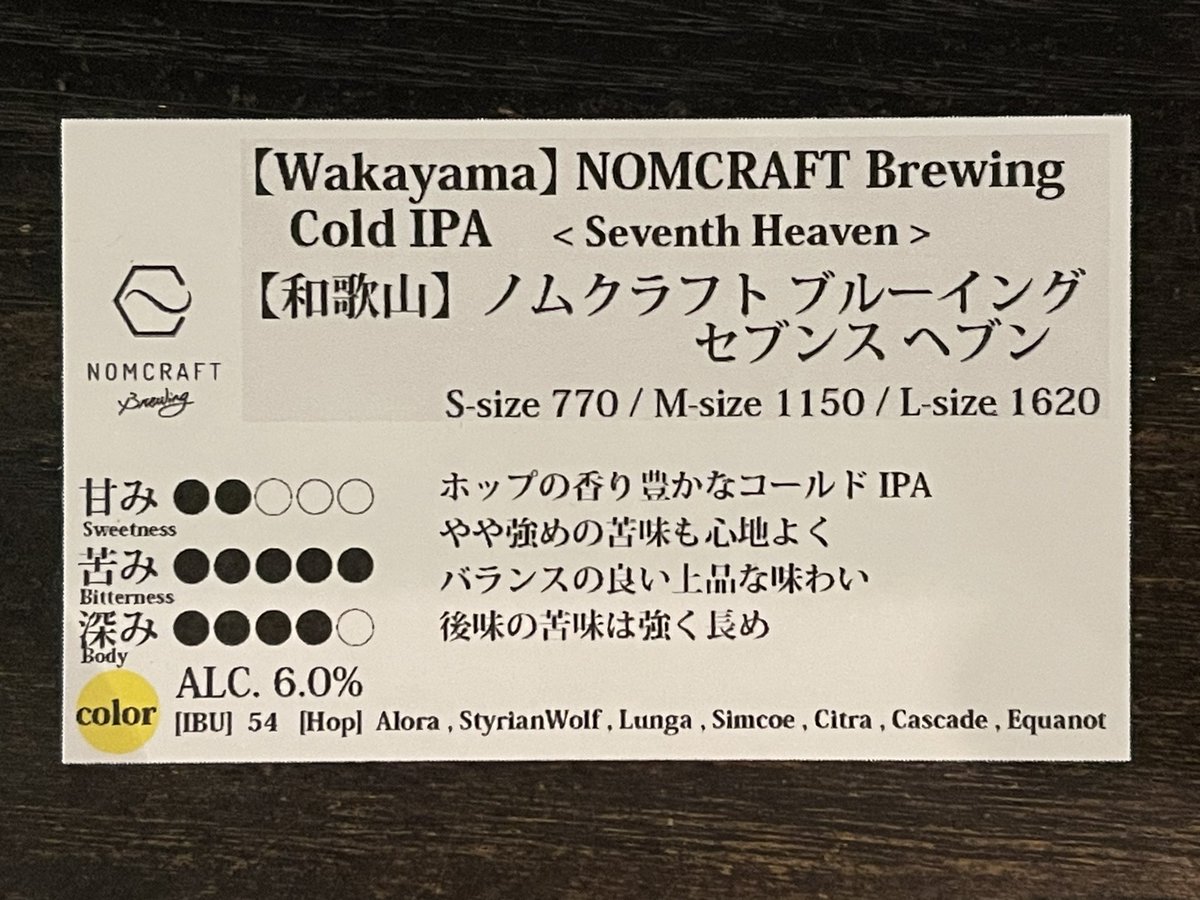 【Wakayama】NOMCRAFT Brewing
Cold IPA < Seventh Heaven >
【和歌山】ノムクラフト ブルーイング
セブンス ヘブン
S-size 770 / M-size 1150 / L-size 1620
NOMCRAFT
Brewing
甘み ●●○○○
Sweetness
苦み ●●●●●
Bitterness
深み ●●●●○
Body
ホップの香り豊かなコールド IPA
やや強めの苦味も心地よく
バランスの良い上品な味わい
後味の苦味は強く長め
color
ALC. 6.0%
[IBU] 54 [Hop] Alora , StyrianWolf , Lunga , Simcoe , Citra , Cascade , Equanot